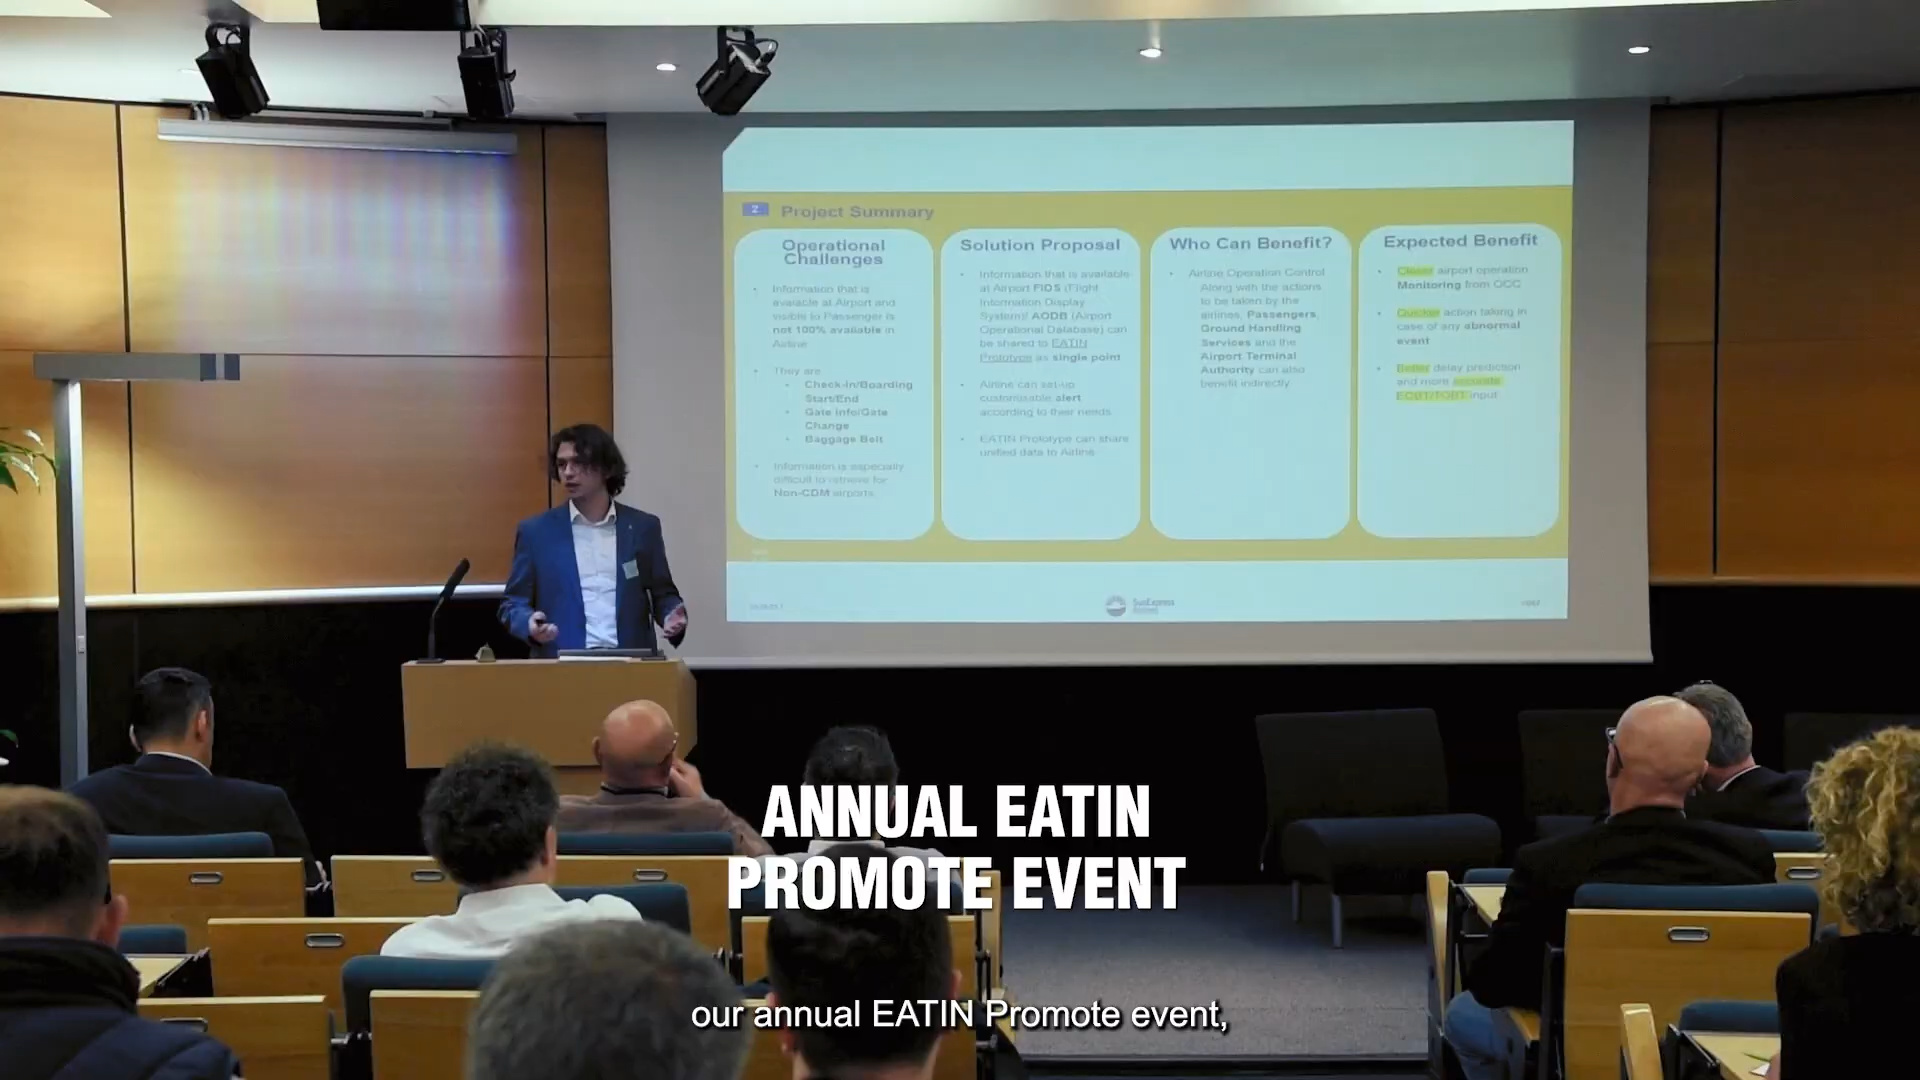 2 Project Summary
Operational
Challenges
Information that is
available at Airport and
visible to Passenger is
not 100% available in
Airline
They are
Check-in/Boarding
Start/End
Gate info/Gate
Change
Baggage Belt
Information is especially
difficult to retrieve for
Non-CDM airports
Solution Proposal
Information that is available
at Airport FIDS (Flight
Information Display
System)/ AODB (Airport
Operational Database) can
be shared to EATIN
Prototype as single point
Airline can set-up
customisable alert
according to their needs
EATIN Prototype can share
unified data to Airline
Who Can Benefit?
Airline Operation Control
Along with the actions
to be taken by the
airlines, Passengers,
Ground Handling
Services and the
Airport Terminal
Authority can also
benefit indirectly
Expected Benefit
Closer airport operation
Monitoring from OCC
Quicker action taking in
case of any abnormal
event
Better delay prediction
and more accurate
EOBT/TOBT input
SunExpress
ANNUAL EATIN
PROMOTE EVENT
our annual EATIN Promote event,